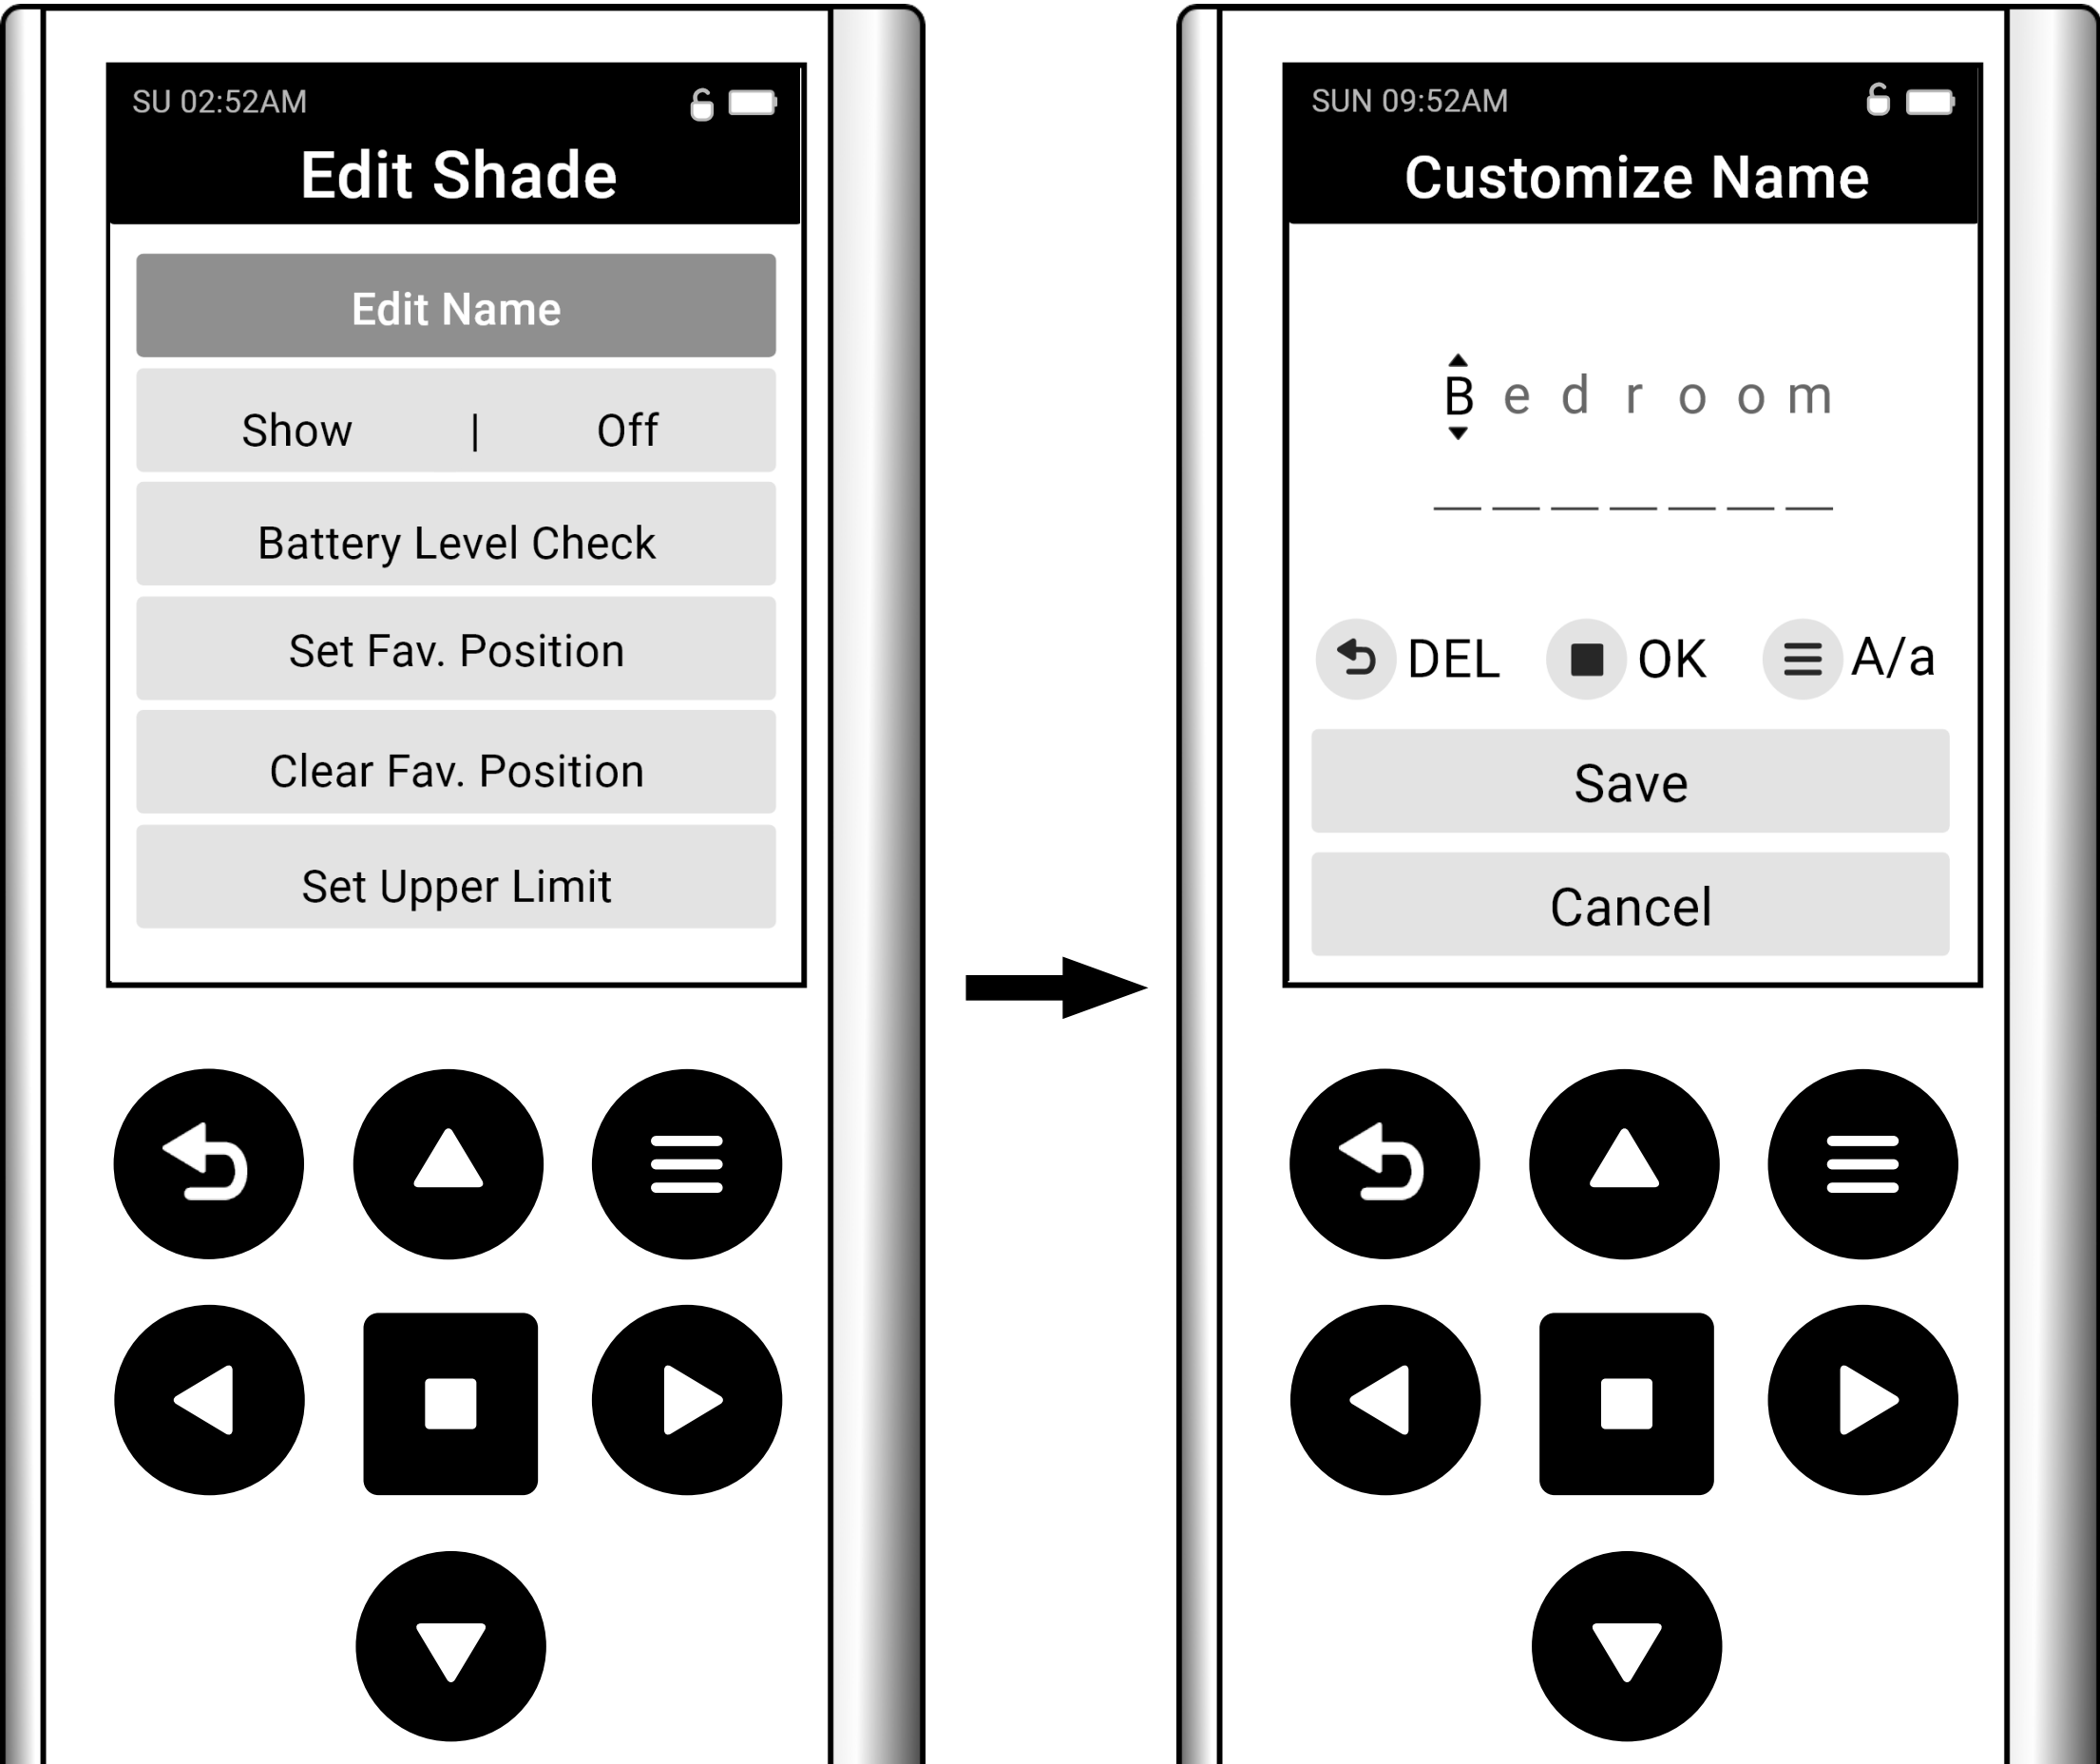 SU 02:52AM
Edit Shade
Edit Name
Show | Off
Battery Level Check
Set Fav. Position
Clear Fav. Position
Set Upper Limit
SUN 09:52AM
Customize Name
Bedroom
DEL OK A/a
Save
Cancel